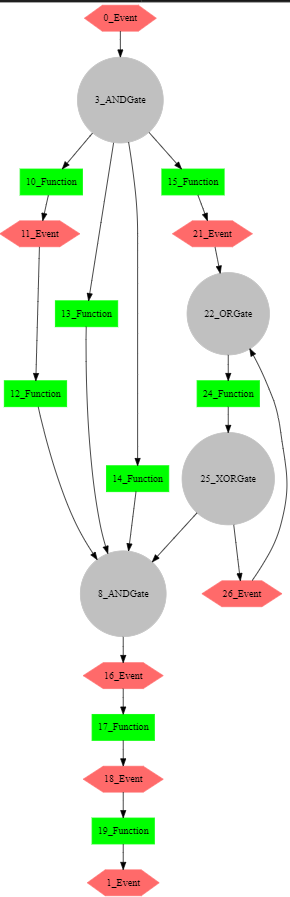 0_Event
3_ANDGate
10_Function
15_Function
11_Event
21_Event
13_Function
22_ORGate
12_Function
24_Function
14_Function
25_XORGate
8_ANDGate
26_Event
16_Event
17_Function
18_Event
19_Function
1_Event